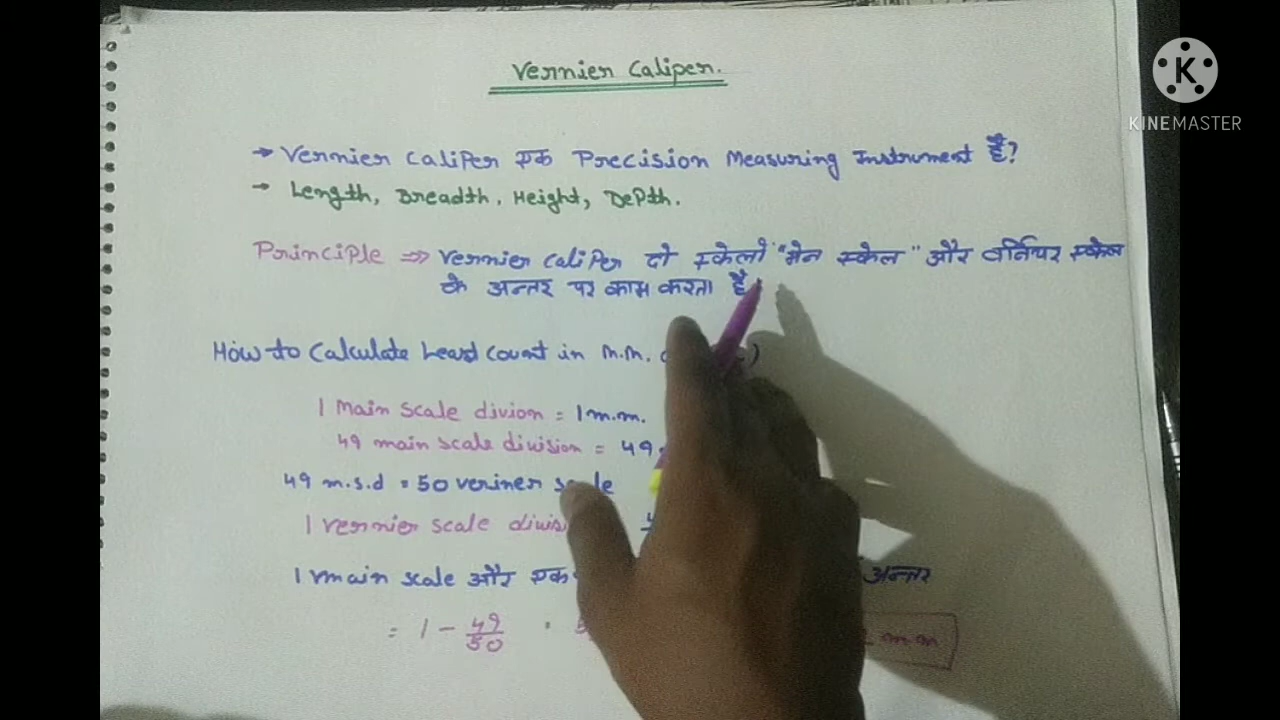 Vernier Caliper.
K
KINEMASTER
→ Vernier Caliper एक Precision Measuring Instrument है?
→ Length, Breadth, Height, Depth.
Principle ⇒ Vernier Caliper दो स्केलो "मेन स्केल" और वर्नियर स्केल
के अन्तर पर काम करता है
How to Calculate Least Count in m.m.
1 Main scale divion = 1 m.m.
49 main scale division = 49
49 m.s.d = 50 veriner scale
1 vernier scale
1 main scale और एक अन्तर
= 1 - 49/50
m.m